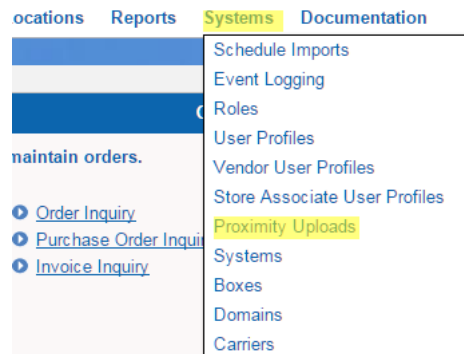 ocations Reports Systems Documentation
Schedule Imports
Event Logging
Roles
User Profiles
maintain orders.
Vendor User Profiles
Store Associate User Profiles
Order Inquiry
Proximity Uploads
Purchase Order Inqui
Systems
Invoice Inquiry
Boxes
Domains
Carriers